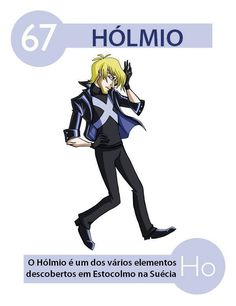 67
HÓLMIO
O Hólmio é um dos vários elementos
descobertos em Estocolmo na Suécia
Ho